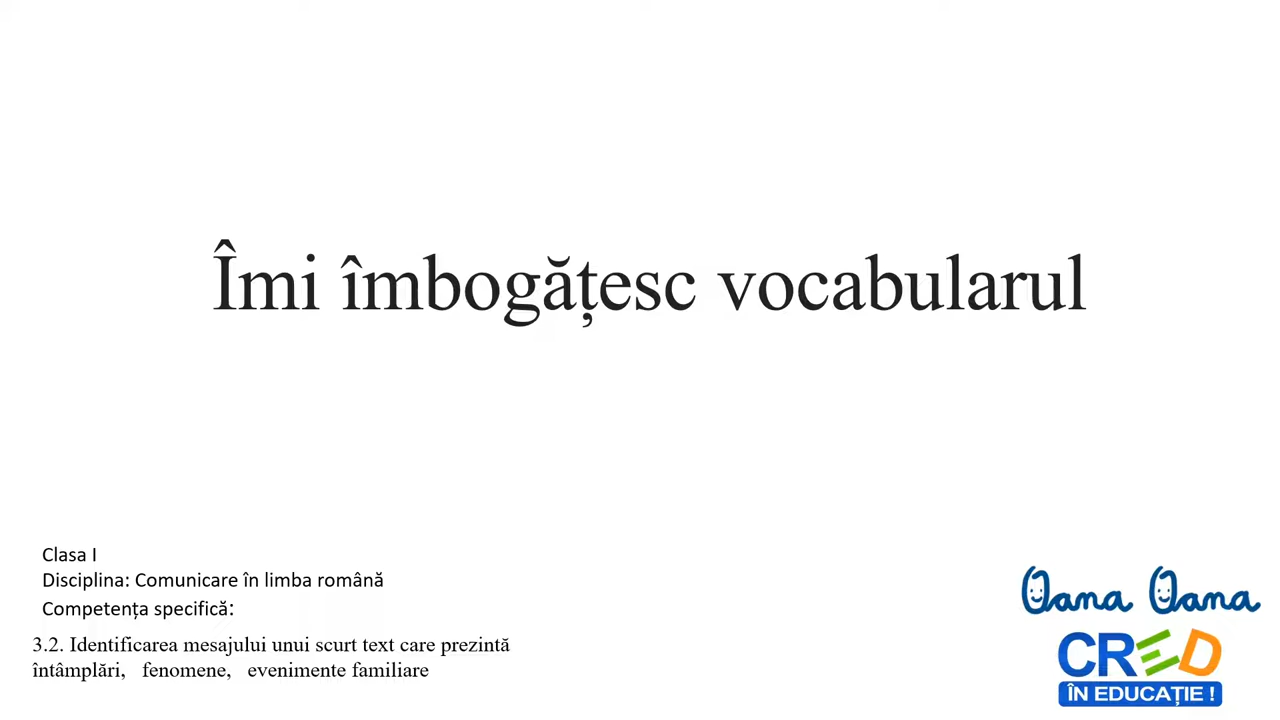 Îmi îmbogățesc vocabularul
Clasa I
Disciplina: Comunicare în limba română
Competența specifică:
3.2. Identificarea mesajului unui scurt text care prezintă
întâmplări, fenomene, evenimente familiare
Oana Oana
CRED
ÎN EDUCAȚIE !